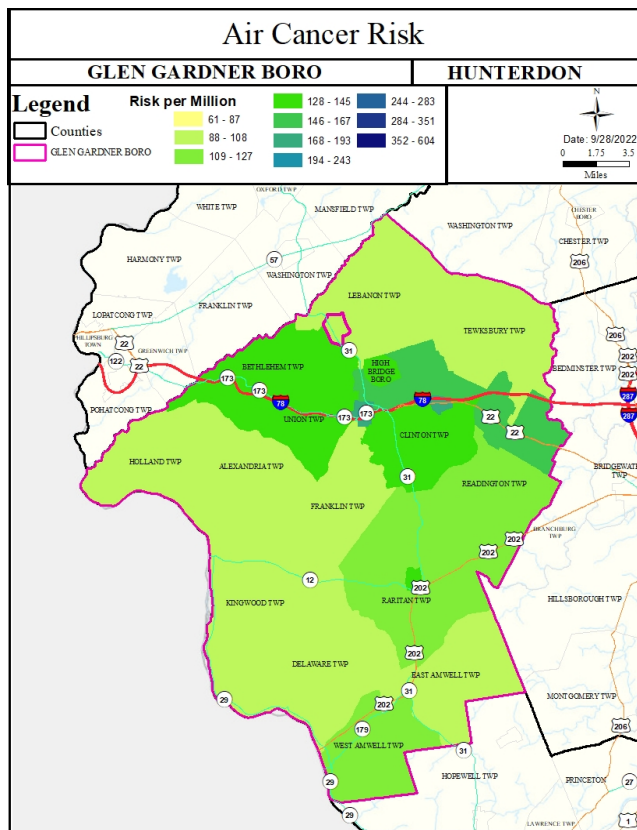 Air Cancer Risk
GLEN GARDNER BORO
HUNTERDON
Legend
Counties
GLEN GARDNER BORO
Risk per Million
61 - 87
88 - 108
109 - 127
128 - 145
146 - 167
168 - 193
194 - 243
244 - 283
284 - 351
352 - 604
N
Date: 9/28/2022
0 1.75 3.5
Miles
OXFORD TWP
WHITE TWP
MANSFIELD TWP
WASHINGTON TWP
CHESTER BORO
CHESTER TWP
206
HARMONY TWP
57
WASHINGTON TWP
LEBANON TWP
LOPATCONG TWP
FRANKLIN TWP
TEWKSBURY TWP
206
PHILLIPSBURG TOWN
22
GREENWICH TWP
31
202
122
22
BETHLEHEM TWP
HIGH BRIDGE BORO
BEDMINSTER TWP
202
173
173
78
287
POHATCONG TWP
UNION TWP
173
173
78
22
287
CLINTON TWP
22
HOLLAND TWP
ALEXANDRIA TWP
31
READINGTON TWP
BRIDGEWATER TWP
FRANKLIN TWP
BRANCHBURG TWP
202
202
12
202
KINGWOOD TWP
RARITAN TWP
HILLSBOROUGH TWP
202
DELAWARE TWP
EAST AMWELL TWP
31
29
202
MONTGOMERY TWP
206
179
WEST AMWELL TWP
31
29
HOPEWELL TWP
PRINCETON
27
29
LAWRENCE TWP
1